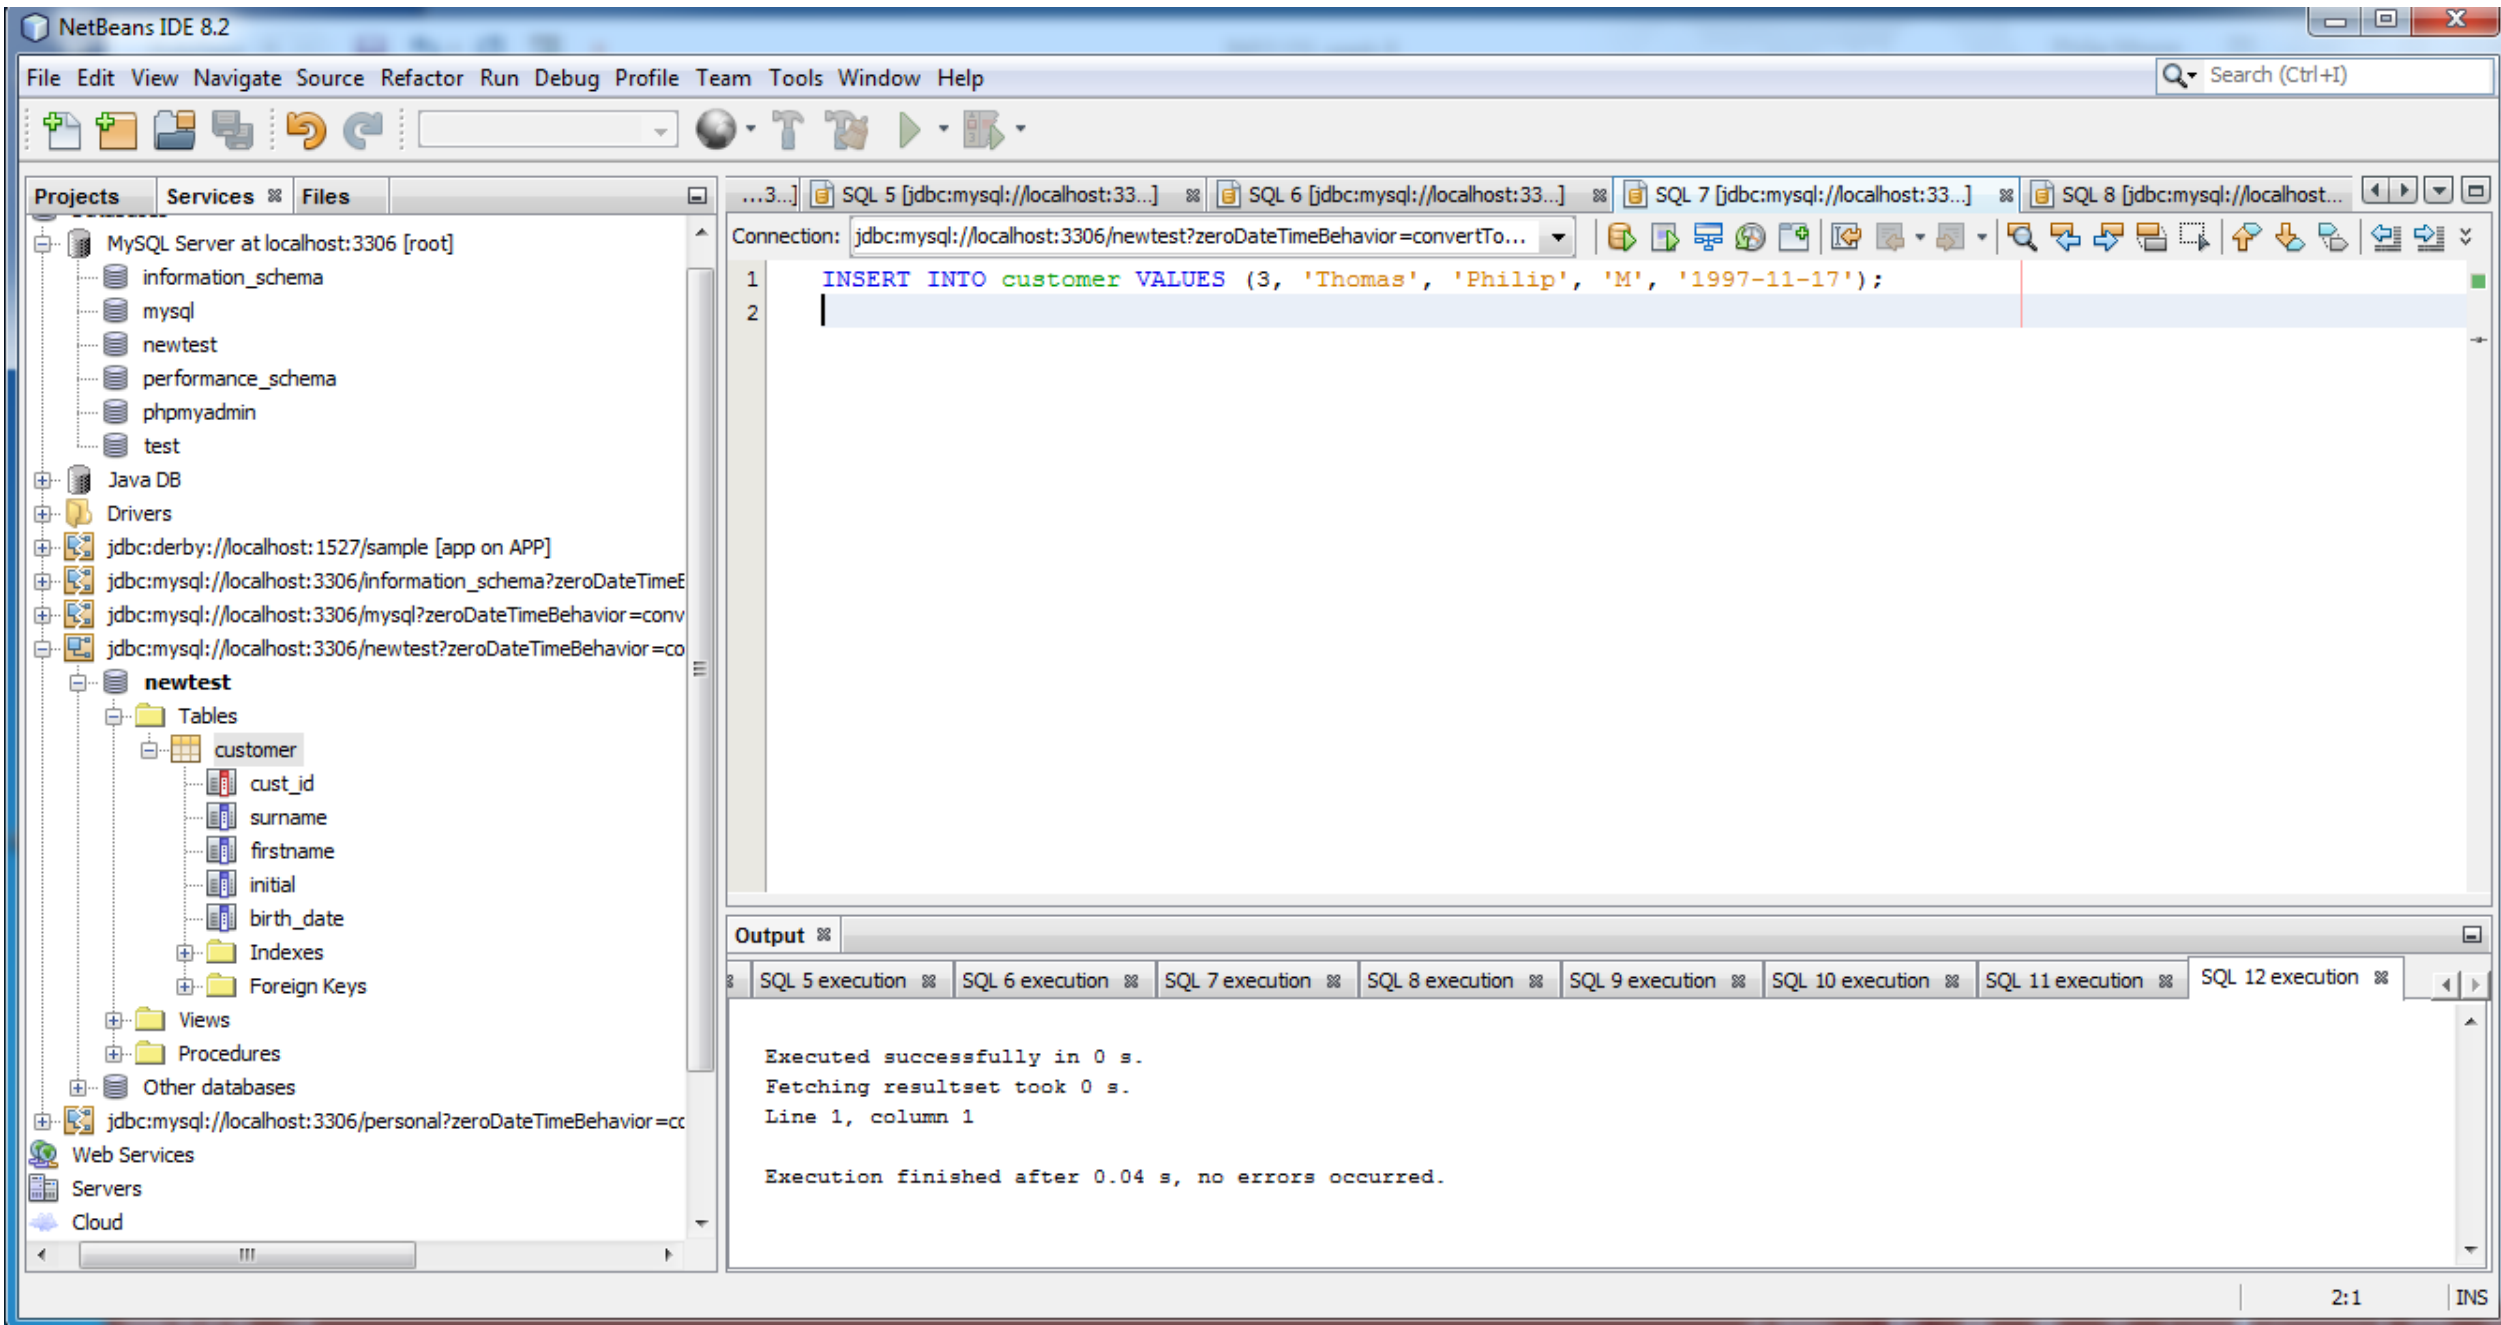 NetBeans IDE 8.2
File Edit View Navigate Source Refactor Run Debug Profile Team Tools Window Help
Search (Ctrl+I)
Projects Services Files
MySQL Server at localhost:3306 [root]
information_schema
mysql
newtest
performance_schema
phpmyadmin
test
Java DB
Drivers
jdbc:derby://localhost:1527/sample [app on APP]
jdbc:mysql://localhost:3306/information_schema?zeroDateTimeB
jdbc:mysql://localhost:3306/mysql?zeroDateTimeBehavior=conv
jdbc:mysql://localhost:3306/newtest?zeroDateTimeBehavior=co
newtest
Tables
customer
cust_id
surname
firstname
initial
birth_date
Indexes
Foreign Keys
Views
Procedures
Other databases
jdbc:mysql://localhost:3306/personal?zeroDateTimeBehavior=cc
Web Services
Servers
Cloud
...3...] SQL 5 [jdbc:mysql://localhost:33...] SQL 6 [jdbc:mysql://localhost:33...] SQL 7 [jdbc:mysql://localhost:33...] SQL 8 [jdbc:mysql://localhost...
Connection: jdbc:mysql://localhost:3306/newtest?zeroDateTimeBehavior=convertTo...
1 INSERT INTO customer VALUES (3, 'Thomas', 'Philip', 'M', '1997-11-17');
2
Output
SQL 5 execution SQL 6 execution SQL 7 execution SQL 8 execution SQL 9 execution SQL 10 execution SQL 11 execution SQL 12 execution
Executed successfully in 0 s.
Fetching resultset took 0 s.
Line 1, column 1
Execution finished after 0.04 s, no errors occurred.
2:1 INS